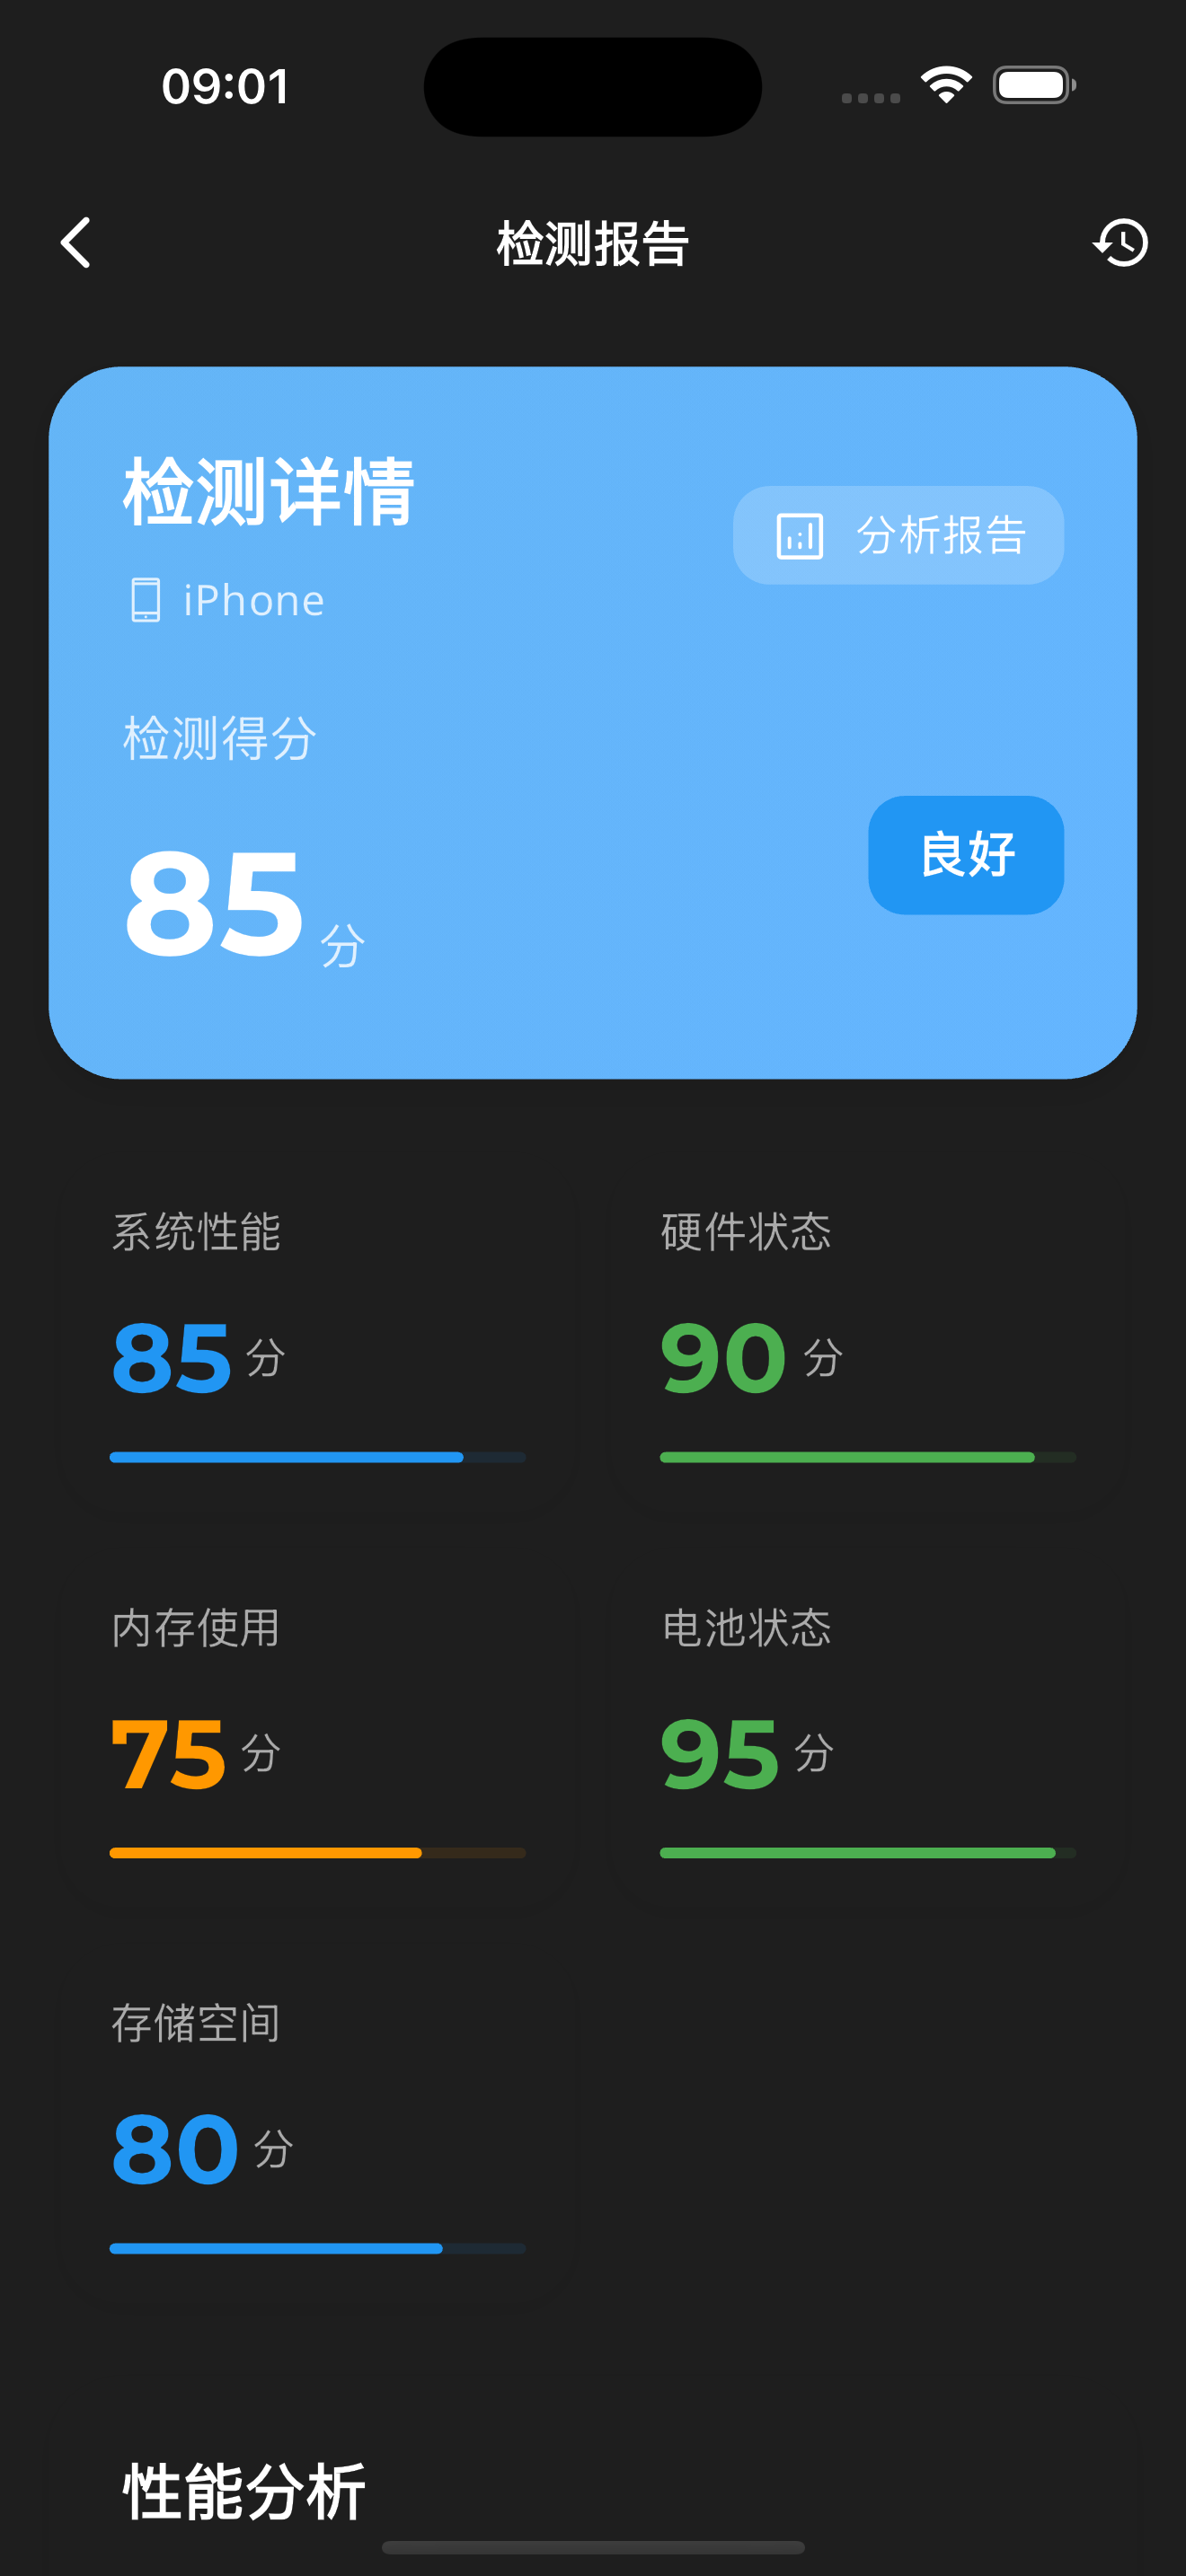 09:01
检测报告
检测详情
分析报告
iPhone
检测得分
85 分
良好
系统性能
硬件状态
85 分
90 分
内存使用
电池状态
75 分
95 分
存储空间
80 分
性能分析